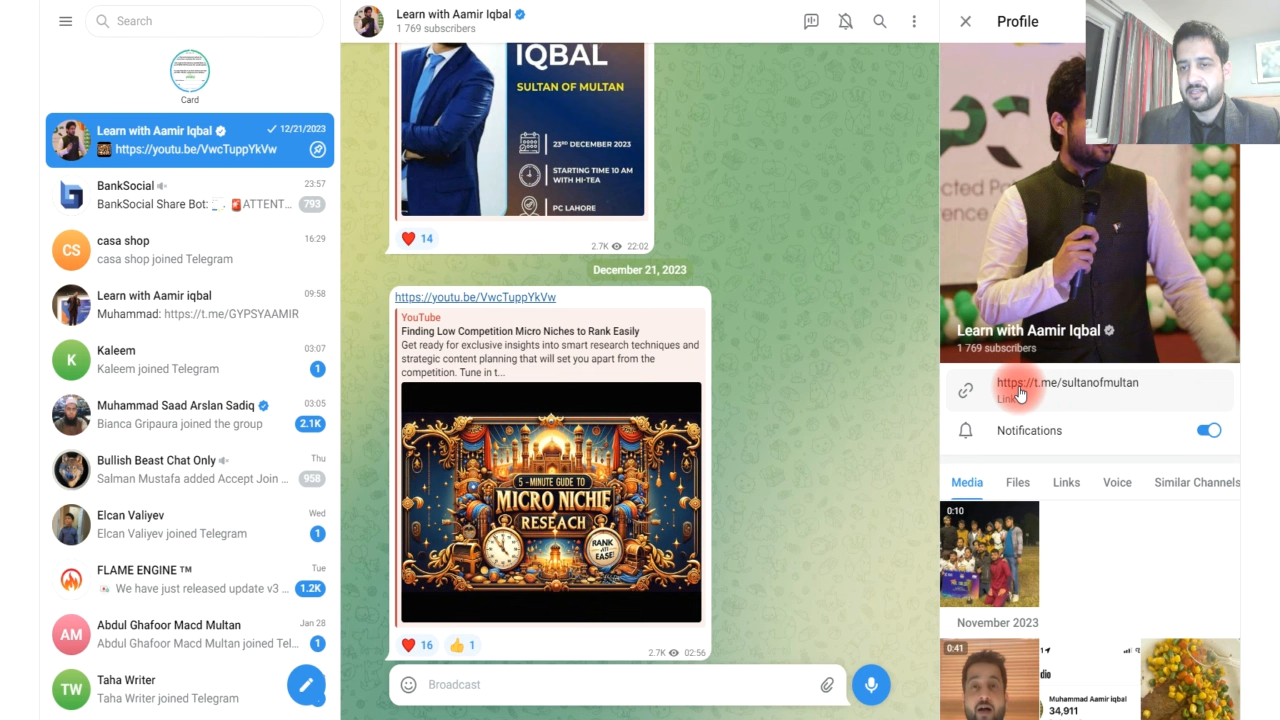 Search
Card
Learn with Aamir Iqbal
12/21/2023
https://youtu.be/VwcTuppYkVw
BankSocial
23:57
BankSocial Share Bot:
ATTENT...
793
CS
casa shop
16:29
casa shop joined Telegram
Learn with Aamir iqbal
09:58
Muhammad: https://t.me/GYPSYAAMIR
K
Kaleem
03:07
Kaleem joined Telegram
1
Muhammad Saad Arslan Sadiq
03:05
Bianca Gripaura joined the group
2.1K
Bullish Beast Chat Only
Thu
Salman Mustafa added Accept Join ...
958
Elcan Valiyev
Wed
Elcan Valiyev joined Telegram
1
FLAME ENGINE ™
Tue
We have just released update v3 ...
1.2K
AM
Abdul Ghafoor Macd Multan
Jan 28
Abdul Ghafoor Macd Multan joined Tel...
1
TW
Taha Writer
Taha Writer joined Telegram
Learn with Aamir Iqbal
1 769 subscribers
IQBAL
SULTAN OF MULTAN
23RD DECEMBER 2023
STARTING TIME 10 AM
WITH HI-TEA
PC LAHORE
14
2.7K 22:02
December 21, 2023
https://youtu.be/VwcTuppYkVw
YouTube
Finding Low Competition Micro Niches to Rank Easily
Get ready for exclusive insights into smart research techniques and
strategic content planning that will set you apart from the
competition. Tune in t...
5-MINUTE GUDE TO
MICRO NICHIE
RESEACH
RANK
EASE!
16
1
2.7K 02:56
Broadcast
Profile
Learn with Aamir Iqbal
1 769 subscribers
https://t.me/sultanofmultan
Link
Notifications
Media
Files
Links
Voice
Similar Channels
0:10
November 2023
0:41
dio
Muhammad Aamir iqbal
34,911